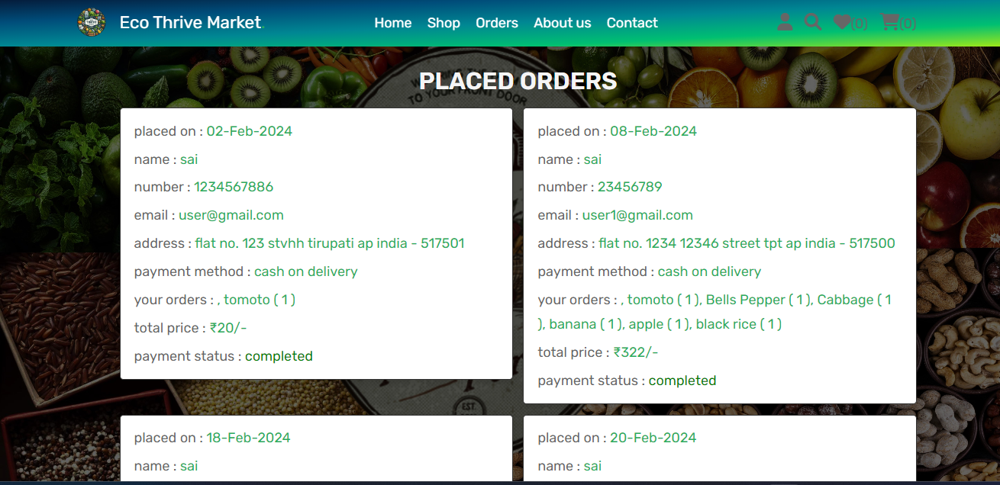 Eco Thrive Market.
Home Shop Orders About us Contact
(0) (0)
PLACED ORDERS
TO YOUR FRONT DOOR
placed on : 02-Feb-2024
name : sai
number : 1234567886
email : user@gmail.com
address : flat no. 123 stvhh tirupati ap india - 517501
payment method : cash on delivery
your orders : , tomoto ( 1 )
total price : ₹20/-
payment status : completed
placed on : 08-Feb-2024
name : sai
number : 23456789
email : user1@gmail.com
address : flat no. 1234 12346 street tpt ap india - 517500
payment method : cash on delivery
your orders : , tomoto ( 1 ), Bells Pepper ( 1 ), Cabbage ( 1
), banana ( 1 ), apple ( 1 ), black rice ( 1 )
total price : ₹322/-
payment status : completed
EST.
placed on : 18-Feb-2024
name : sai
placed on : 20-Feb-2024
name : sai